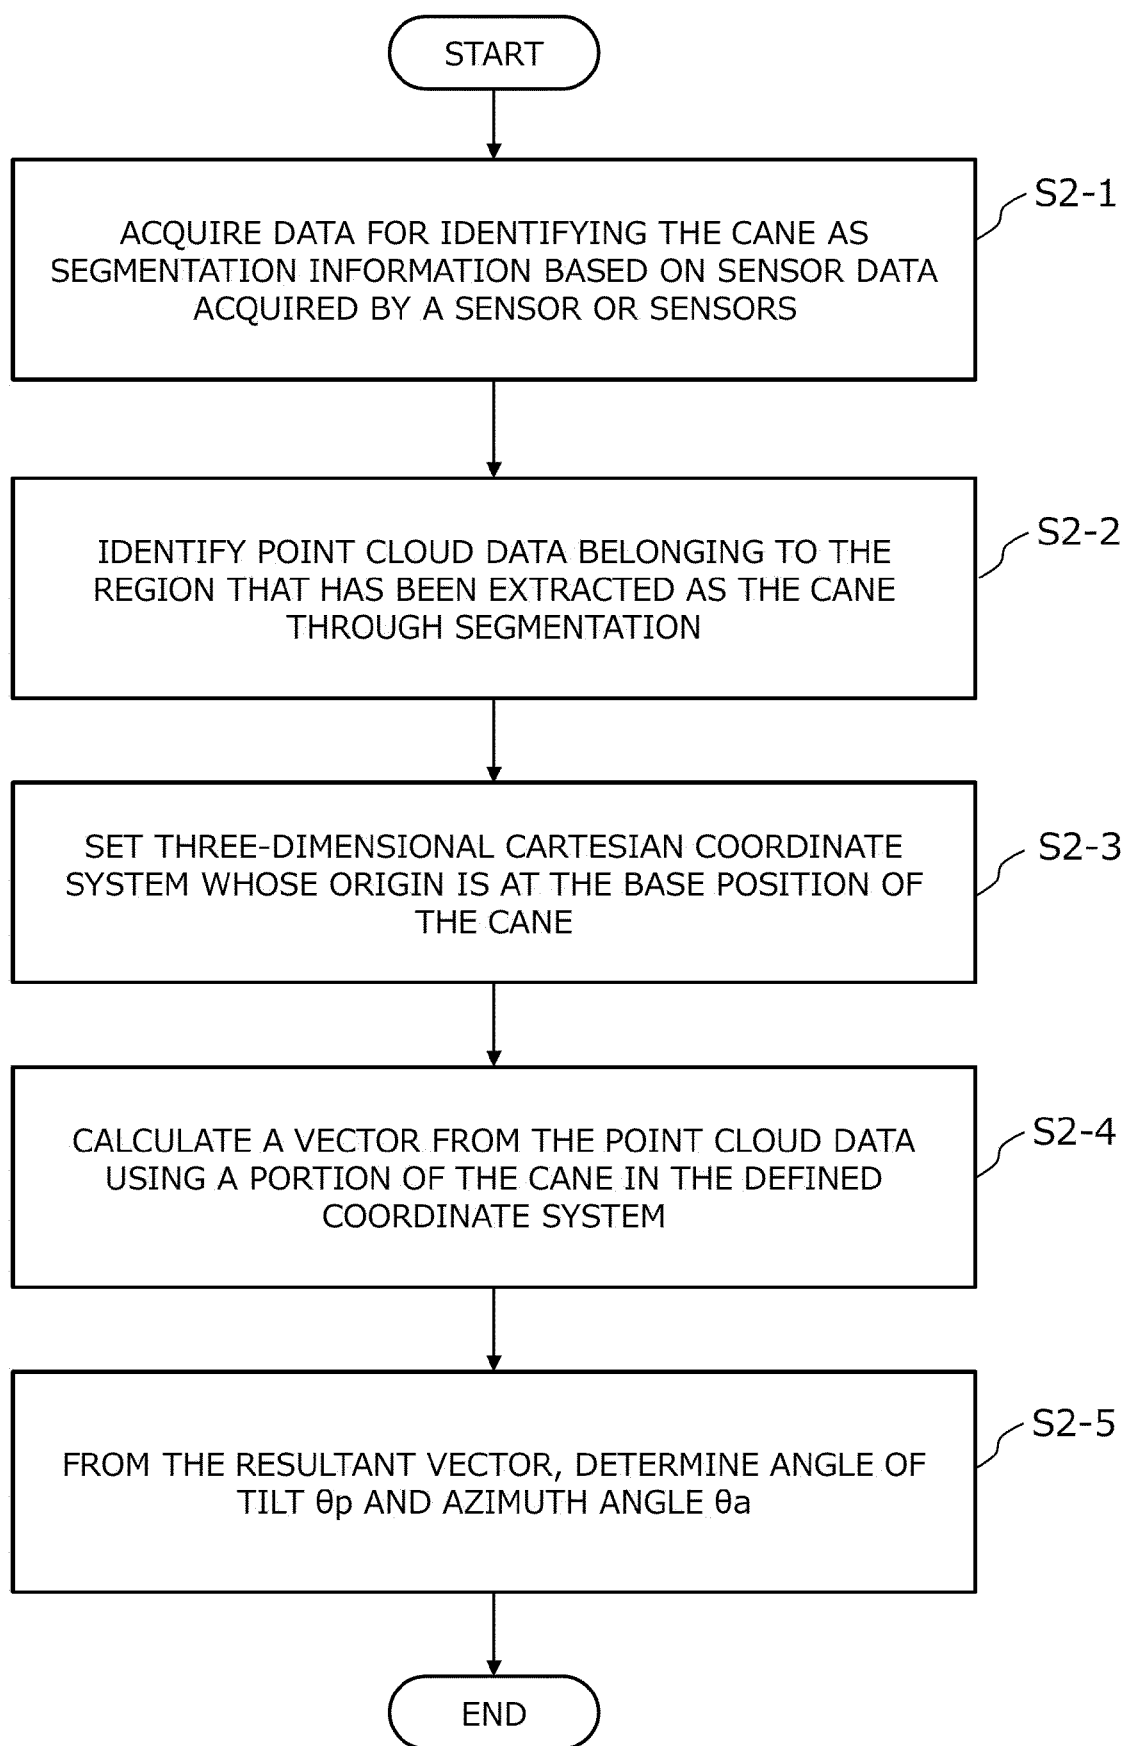 START
S2-1
ACQUIRE DATA FOR IDENTIFYING THE CANE AS
SEGMENTATION INFORMATION BASED ON SENSOR DATA
ACQUIRED BY A SENSOR OR SENSORS
S2-2
IDENTIFY POINT CLOUD DATA BELONGING TO THE
REGION THAT HAS BEEN EXTRACTED AS THE CANE
THROUGH SEGMENTATION
S2-3
SET THREE-DIMENSIONAL CARTESIAN COORDINATE
SYSTEM WHOSE ORIGIN IS AT THE BASE POSITION OF
THE CANE
S2-4
CALCULATE A VECTOR FROM THE POINT CLOUD DATA
USING A PORTION OF THE CANE IN THE DEFINED
COORDINATE SYSTEM
S2-5
FROM THE RESULTANT VECTOR, DETERMINE ANGLE OF
TILT θp AND AZIMUTH ANGLE θa
END